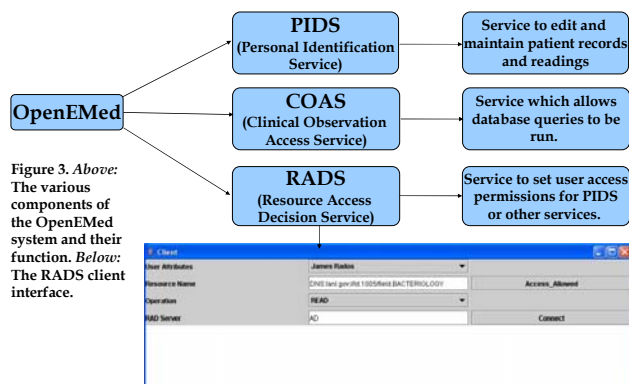 PIDS
(Personal Identification
Service)
Service to edit and
maintain patient records
and readings
OpenEMed
COAS
(Clinical Observation
Access Service)
Service which allows
database queries to be
run.
RADS
(Resource Access
Decision Service)
Service to set user access
permissions for PIDS
or other services.
Figure 3. Above:
The various
components of
the OpenEMed
system and their
function. Below:
The RADS client
interface.
Client
User Attributes
James Rados
Resource Name
BACTERIOLOGY
Access_Allowed
Operation
READ
RAD Server
AD
Connect